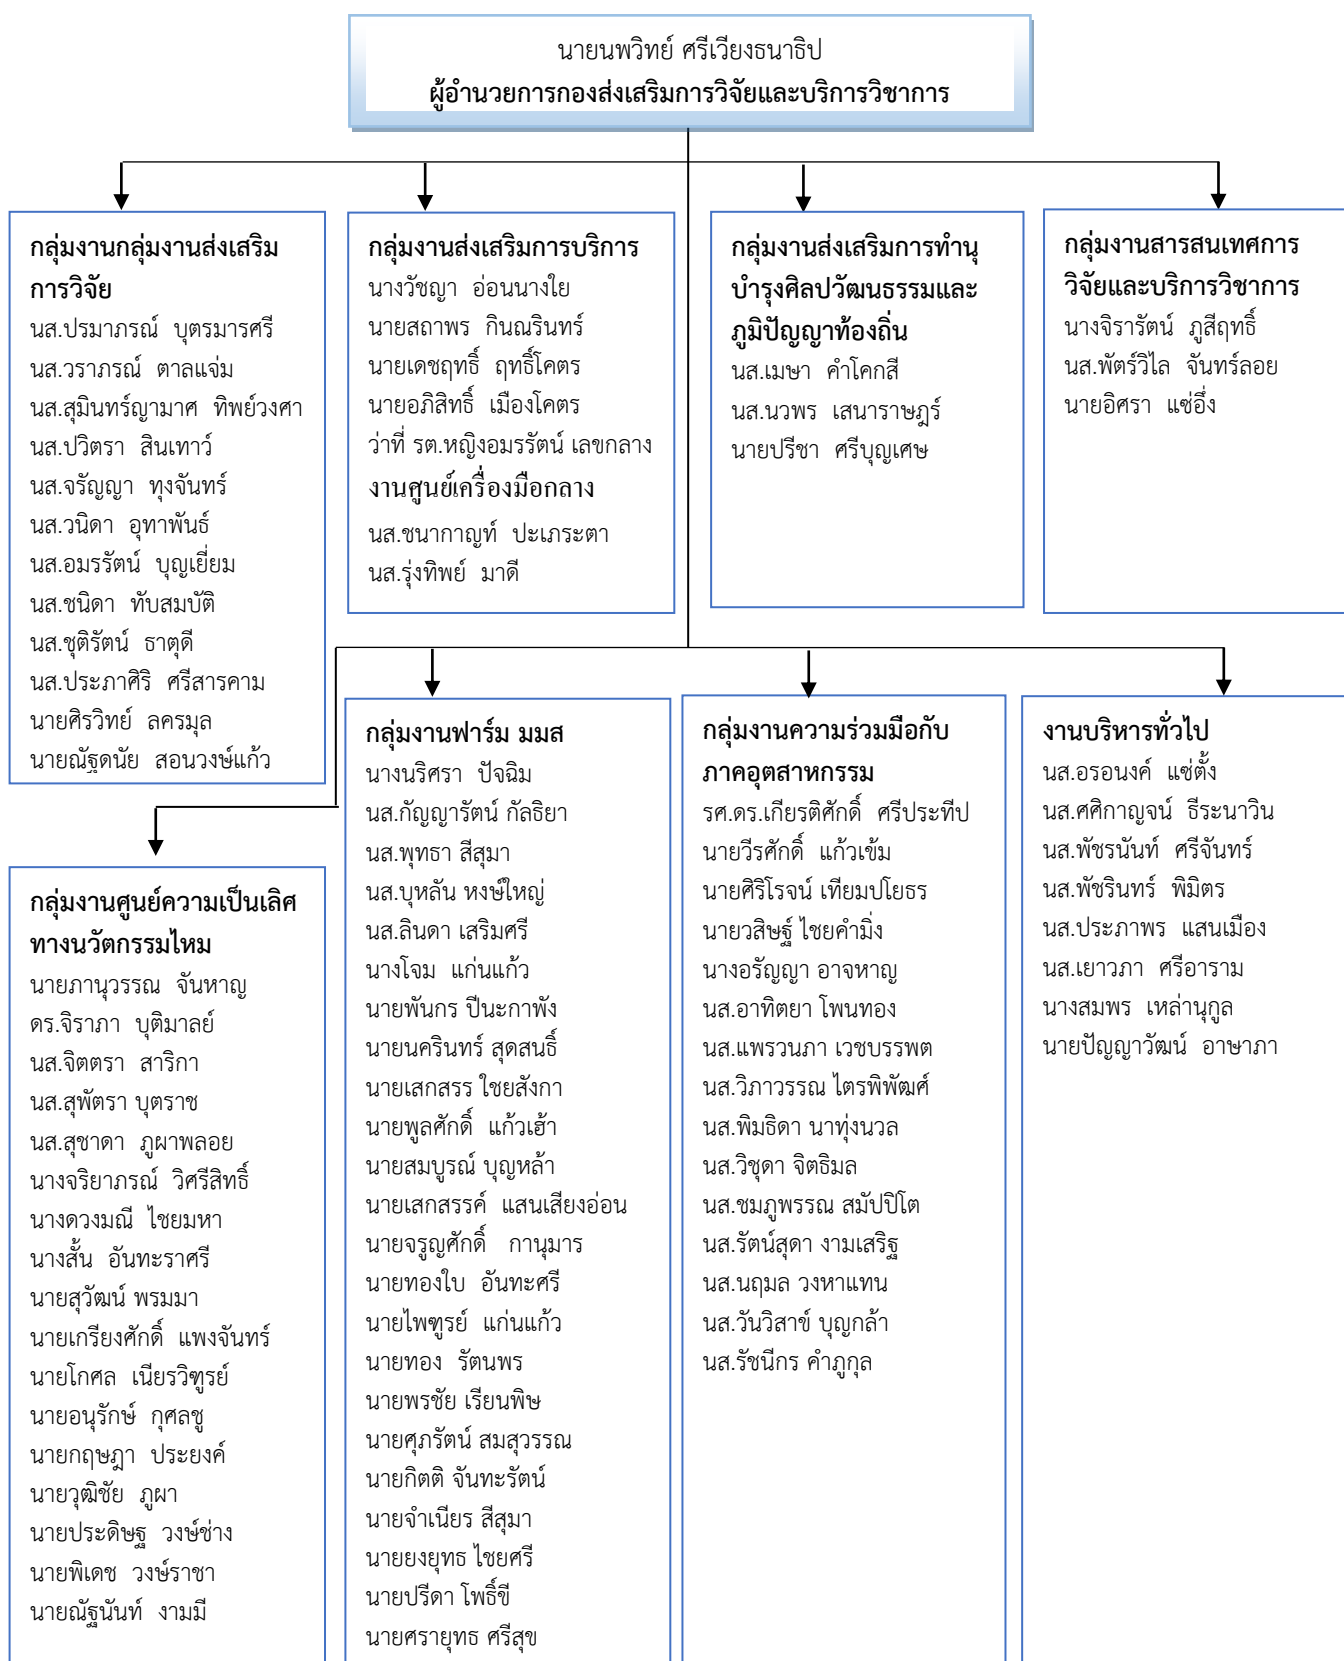 นายนพวิทย์ ศรีเวียงธนาธิป
ผู้อำนวยการกองส่งเสริมการวิจัยและบริการวิชาการ
กลุ่มงานกลุ่มงานส่งเสริม
การวิจัย
นส.ปรมาภรณ์ บุตรมารศรี
นส.วราภรณ์ ตาลแจ่ม
นส.สุมินทร์ญามาศ ทิพย์วงศา
นส.ปวิตรา สินเทาว์
นส.จรัญญา ทุงจันทร์
นส.วนิดา อุทาพันธ์
นส.อมรรัตน์ บุญเยี่ยม
นส.ชนิดา ทับสมบัติ
นส.ชุติรัตน์ ธาตุดี
นส.ประภาศิริ ศรีสารคาม
นายศิรวิทย์ ลครมุล
นายณัฐดนัย สอนวงษ์แก้ว
กลุ่มงานส่งเสริมการบริการ
นางวัชญา อ่อนนางใย
นายสถาพร กินณรินทร์
นายเดชฤทธิ์ ฤทธิ์โคตร
นายอภิสิทธิ์ เมืองโคตร
ว่าที่ รต.หญิงอมรรัตน์ เลขกลาง
งานศูนย์เครื่องมือกลาง
นส.ชนากาญท์ ปะเภระตา
นส.รุ่งทิพย์ มาดี
กลุ่มงานส่งเสริมการทำนุ
บำรุงศิลปวัฒนธรรมและ
ภูมิปัญญาท้องถิ่น
นส.เมษา คำโคกสี
นส.นวพร เสนาราษฎร์
นายปรีชา ศรีบุญเศษ
กลุ่มงานสารสนเทศการ
วิจัยและบริการวิชาการ
นางจิรารัตน์ ภูสีฤทธิ์
นส.พัตร์วิไล จันทร์ลอย
นายอิศรา แซ่อึ่ง
กลุ่มงานศูนย์ความเป็นเลิศ
ทางนวัตกรรมไหม
นายภานุวรรณ จันหาญ
ดร.จิราภา บุติมาลย์
นส.จิตตรา สาริกา
นส.สุพัตรา บุตราช
นส.สุชาดา ภูผาพลอย
นางจริยาภรณ์ วิศรีสิทธิ์
นางดวงมณี ไชยมหา
นางสั้น อันทะราศรี
นายสุวัฒน์ พรมมา
นายเกรียงศักดิ์ แพงจันทร์
นายโกศล เนียรวิฑูรย์
นายอนุรักษ์ กุศลชู
นายกฤษฎา ประยงค์
นายวุฒิชัย ภูผา
นายประดิษฐ วงษ์ช่าง
นายพิเดช วงษ์ราชา
นายณัฐนันท์ งามมี
กลุ่มงานฟาร์ม มมส
นางนริศรา ปัจฉิม
นส.กัญญารัตน์ กัลธิยา
นส.พุทธา สีสุมา
นส.บุหลัน หงษ์ใหญ่
นส.ลินดา เสริมศรี
นางโจม แก่นแก้ว
นายพันกร ปีนะกาพัง
นายนครินทร์ สุดสนธิ์
นายเสกสรร ใชยสังกา
นายพูลศักดิ์ แก้วเฮ้า
นายสมบูรณ์ บุญหล้า
นายเสกสรรค์ แสนเสียงอ่อน
นายจรูญศักดิ์ กานุมาร
นายทองใบ อันทะศรี
นายไพฑูรย์ แก่นแก้ว
นายทอง รัตนพร
นายพรชัย เรียนพิษ
นายศุภรัตน์ สมสุวรรณ
นายกิตติ จันทะรัตน์
นายจำเนียร สีสุมา
นายยงยุทธ ไชยศรี
นายปรีดา โพธิ์ขี
นายศรายุทธ ศรีสุข
กลุ่มงานความร่วมมือกับ
ภาคอุตสาหกรรม
รศ.ดร.เกียรติศักดิ์ ศรีประทีป
นายวีรศักดิ์ แก้วเข้ม
นายศิริโรจน์ เทียมปโยธร
นายวสิษฐ์ ไชยคำมิ่ง
นางอรัญญา อาจหาญ
นส.อาทิตยา โพนทอง
นส.แพรวนภา เวชบรรพต
นส.วิภาวรรณ ไตรพิพัฒศ์
นส.พิมธิดา นาทุ่งนวล
นส.วิชุดา จิตธิมล
นส.ชมภูพรรณ สมัปปิโต
นส.รัตน์สุดา งามเสริฐ
นส.นฤมล วงหาแทน
นส.วันวิสาข์ บุญกล้า
นส.รัชนีกร คำภูกุล
งานบริหารทั่วไป
นส.อรอนงค์ แซ่ตั้ง
นส.ศศิกาญจน์ ธีระนาวิน
นส.พัชรนันท์ ศรีจันทร์
นส.พัชรินทร์ พิมิตร
นส.ประภาพร แสนเมือง
นส.เยาวภา ศรีอาราม
นางสมพร เหล่านุกูล
นายปัญญาวัฒน์ อาษาภา